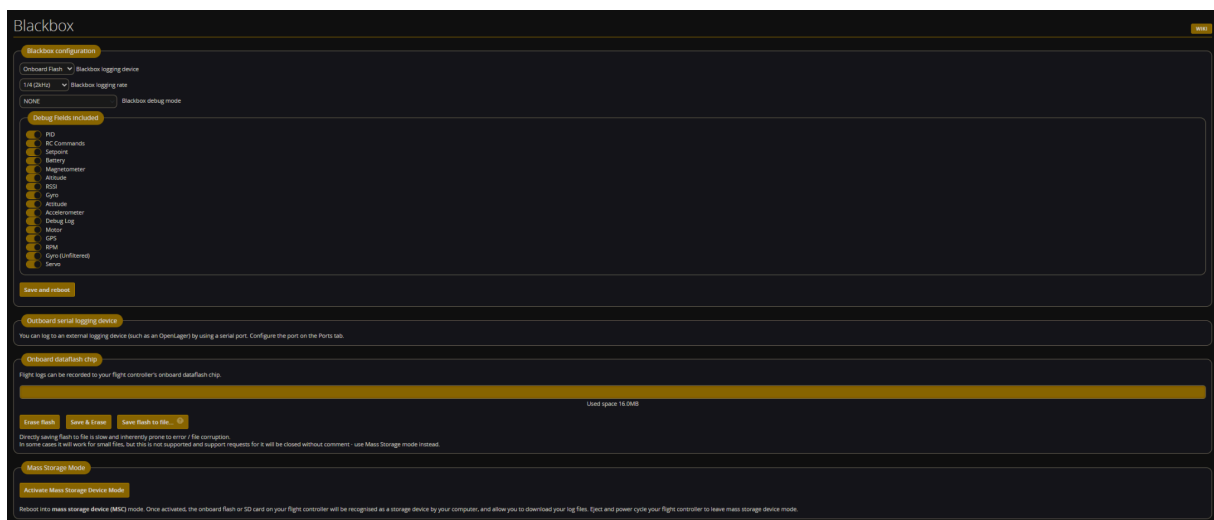 Blackbox
WIKI
Blackbox configuration
Onboard Flash Blackbox logging device
1/4 (2kHz) Blackbox logging rate
NONE Blackbox debug mode
Debug Fields included
PID
RC Commands
Setpoint
Battery
Magnetometer
Altitude
RSSI
Gyro
Attitude
Accelerometer
Debug Log
Motor
GPS
RPM
Gyro (Unfiltered)
Servo
Save and reboot
Outboard serial logging device
You can log to an external logging device (such as an OpenLager) by using a serial port. Configure the port on the Ports tab.
Onboard dataflash chip
Flight logs can be recorded to your flight controller's onboard dataflash chip.
Used space 16.0MB
Erase flash Save & Erase Save flash to file...
Directly saving flash to file is slow and inherently prone to error / file corruption.
In some cases it will work for small files, but this is not supported and support requests for it will be closed without comment - use Mass Storage mode instead.
Mass Storage Mode
Activate Mass Storage Device Mode
Reboot into mass storage device (MSC) mode. Once activated, the onboard flash or SD card on your flight controller will be recognised as a storage device by your computer, and allow you to download your log files. Eject and power cycle your flight controller to leave mass storage device mode.